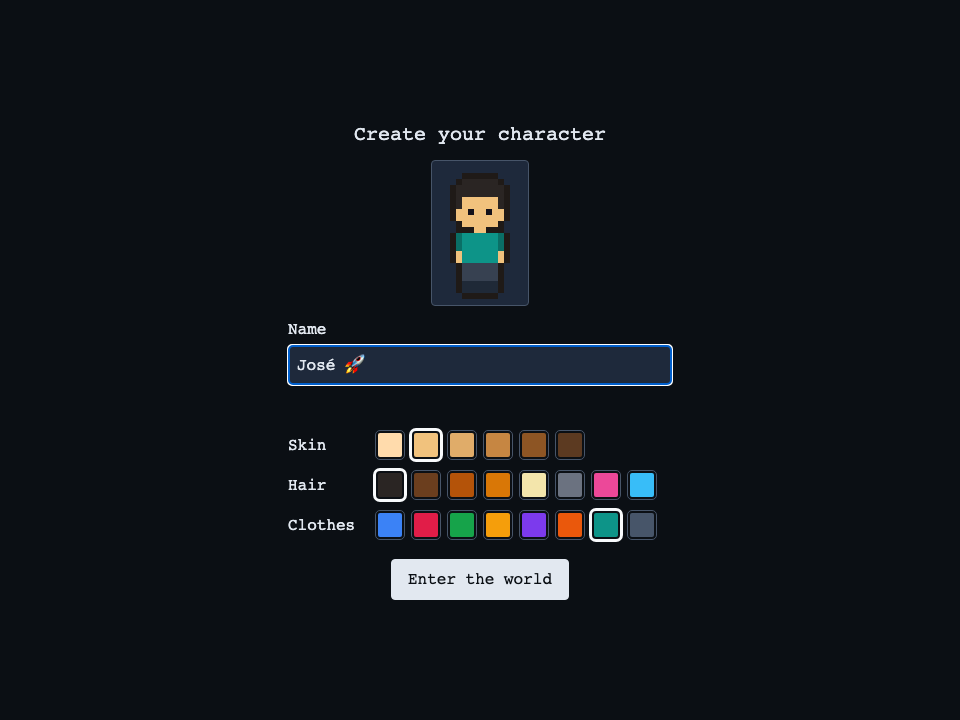 Create your character
Name
José 🚀
Skin
Hair
Clothes
Enter the world